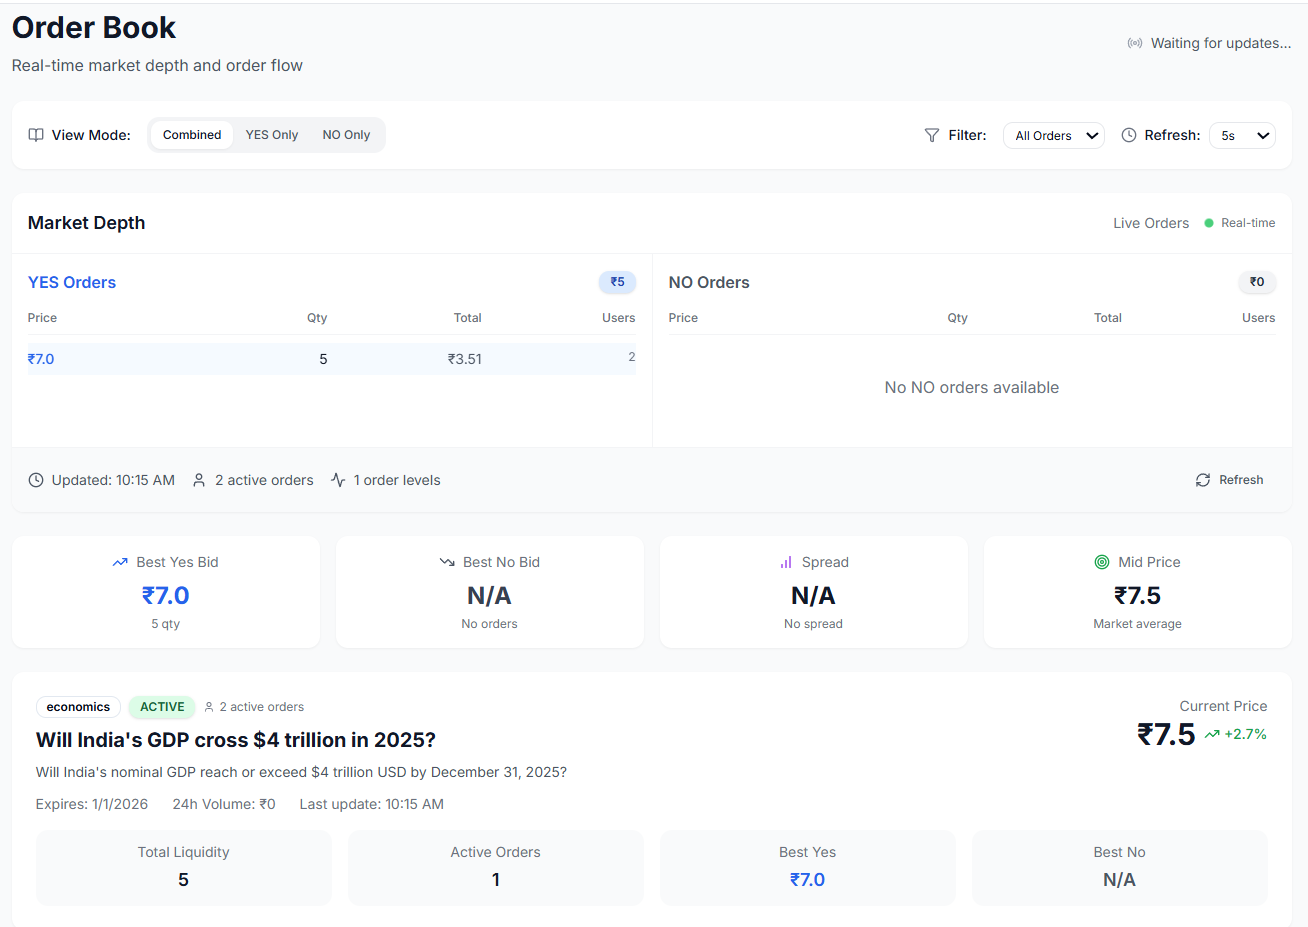 Order Book
Real-time market depth and order flow
Waiting for updates...
View Mode: Combined YES Only NO Only
Filter: All Orders Refresh: 5s
Market Depth
Live Orders Real-time
YES Orders ₹5
Price Qty Total Users
₹7.0 5 ₹3.51 2
NO Orders ₹0
Price Qty Total Users
No NO orders available
Updated: 10:15 AM 2 active orders 1 order levels
Refresh
Best Yes Bid
₹7.0
5 qty
Best No Bid
N/A
No orders
Spread
N/A
No spread
Mid Price
₹7.5
Market average
economics ACTIVE 2 active orders
Will India's GDP cross $4 trillion in 2025?
Will India's nominal GDP reach or exceed $4 trillion USD by December 31, 2025?
Expires: 1/1/2026 24h Volume: ₹0 Last update: 10:15 AM
Current Price
₹7.5 +2.7%
Total Liquidity
5
Active Orders
1
Best Yes
₹7.0
Best No
N/A